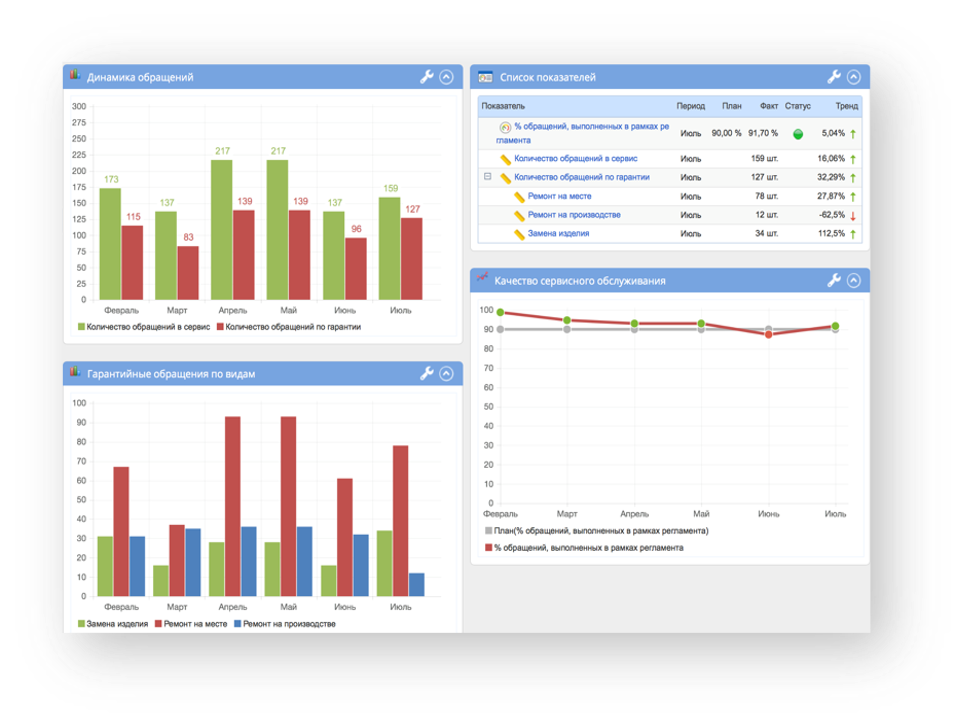 Динамика обращений
300
275
250
225
200
175
150
125
100
75
50
25
0
173 115 137 83 217 139 217 139 137 96 159 127
Февраль Март Апрель Май Июнь Июль
Количество обращений в сервис Количество обращений по гарантии
Гарантийные обращения по видам
100
90
80
70
60
50
40
30
20
10
0
Февраль Март Апрель Май Июнь Июль
Замена изделия Ремонт на месте Ремонт на производстве
Список показателей
Показатель Период План Факт Статус Тренд
% обращений, выполненных в рамках ре
гламента Июль 90,00 % 91,70 % 5,04%
Количество обращений в сервис Июль 159 шт. 16,06%
Количество обращений по гарантии Июль 127 шт. 32,29%
Ремонт на месте Июль 78 шт. 27,87%
Ремонт на производстве Июль 12 шт. -62,5%
Замена изделия Июль 34 шт. 112,5%
Качество сервисного обслуживания
100
90
80
70
60
50
40
30
20
10
0
Февраль Март Апрель Май Июнь Июль
План(% обращений, выполненных в рамках регламента)
% обращений, выполненных в рамках регламента